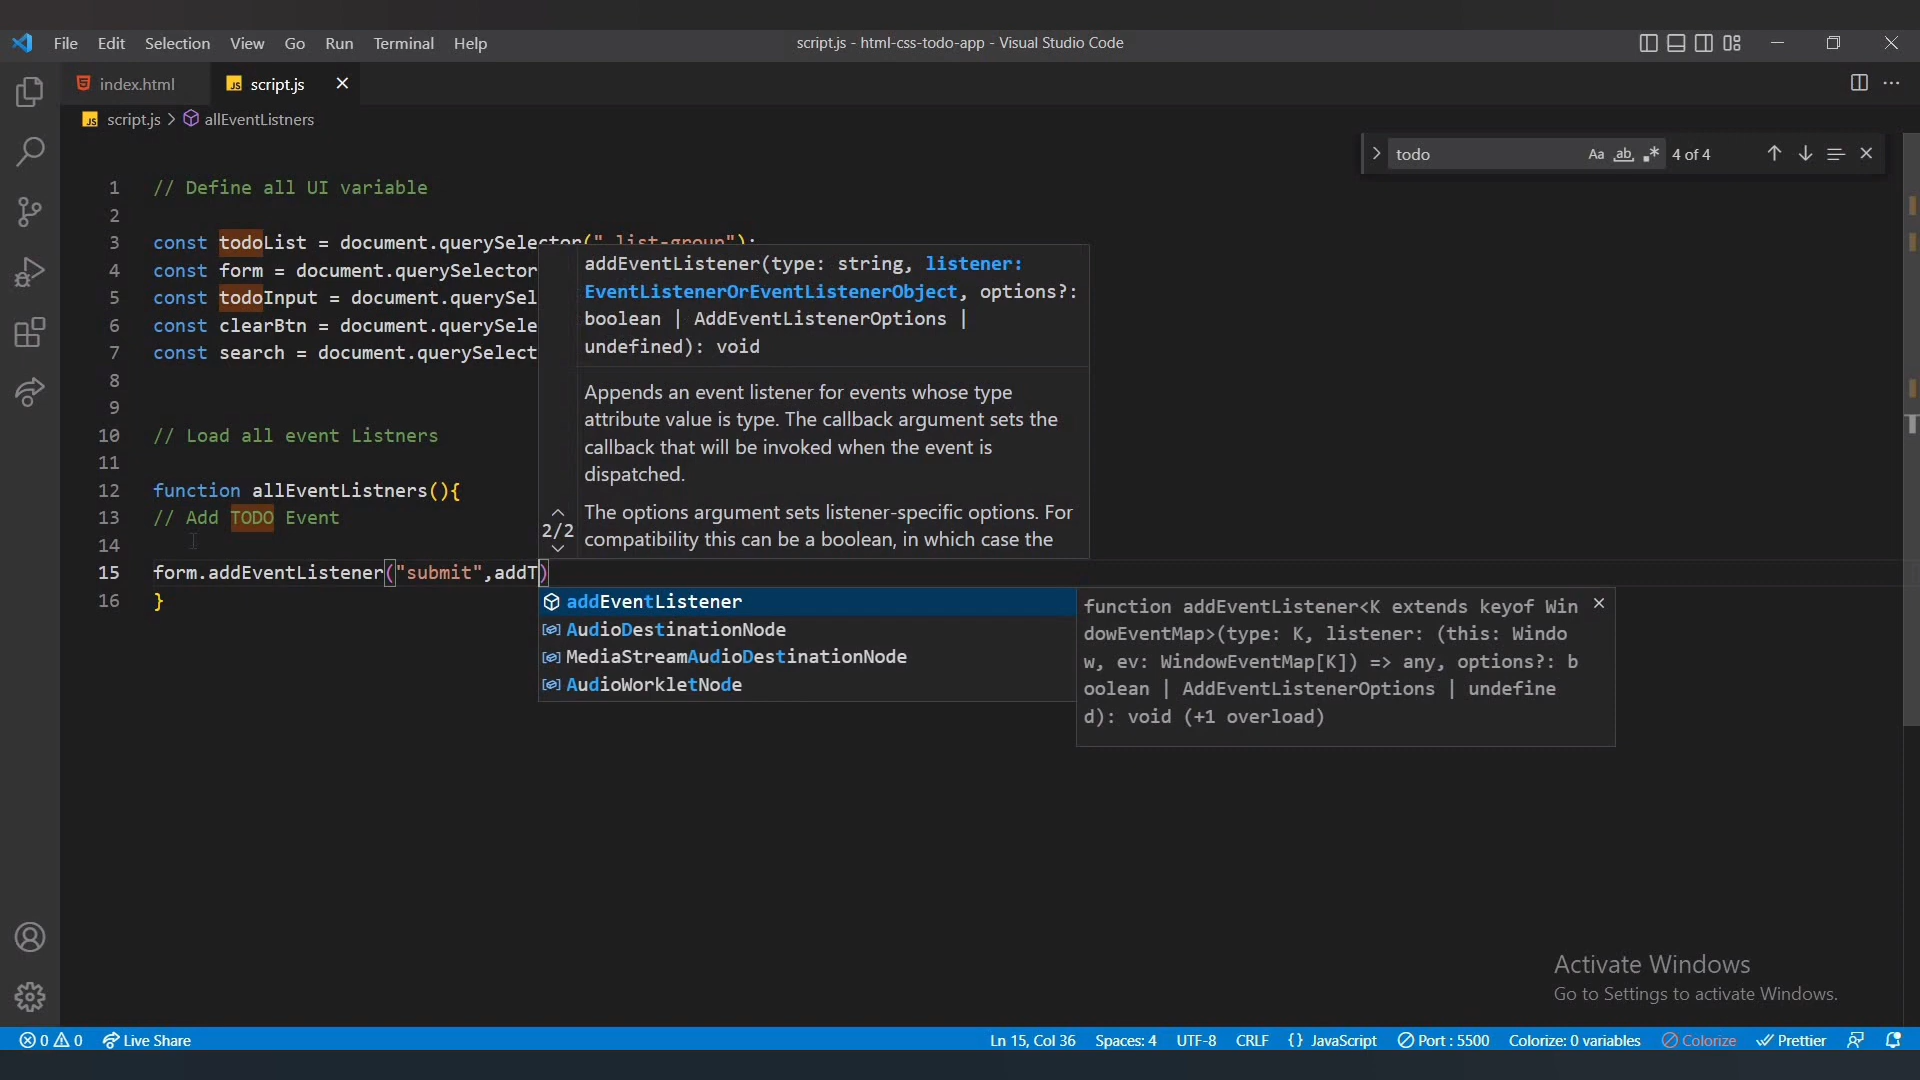 File Edit Selection View Go Run Terminal Help
script.js - html-css-todo-app - Visual Studio Code
index.html script.js
script.js > allEventListners
todo Aa ab, .* 4 of 4
1 // Define all UI variable
2
3 const todoList = document.querySelector(".list-group");
4 const form = document.querySelector
5 const todoInput = document.querySel
6 const clearBtn = document.querySele
7 const search = document.querySelect
8
9
10 // Load all event Listners
11
12 function allEventListners(){
13 // Add TODO Event
14
15 form.addEventListener("submit",addT)
16 }
addEventListener(type: string, listener:
EventListenerOrEventListenerObject, options?:
boolean | AddEventListenerOptions |
undefined): void
Appends an event listener for events whose type
attribute value is type. The callback argument sets the
callback that will be invoked when the event is
dispatched.
The options argument sets listener-specific options. For
2/2
compatibility this can be a boolean, in which case the
addEventListener
AudioDestinationNode
MediaStreamAudioDestinationNode
AudioWorkletNode
function addEventListener<K extends keyof Win
dowEventMap>(type: K, listener: (this: Windo
w, ev: WindowEventMap[K]) => any, options?: b
oolean | AddEventListenerOptions | undefine
d): void (+1 overload)
Activate Windows
Go to Settings to activate Windows.
0 0 Live Share Ln 15, Col 36 Spaces: 4 UTF-8 CRLF {} JavaScript Port : 5500 Colorize: 0 variables Colorize Prettier